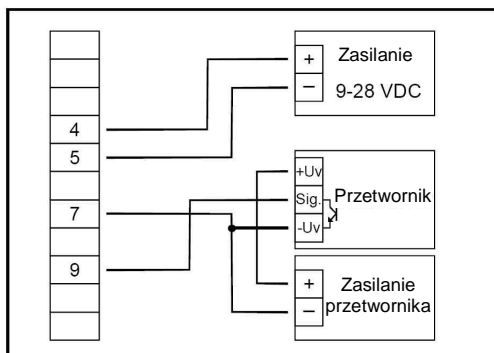 4
5
7
9
+
−
Zasilanie
9-28 VDC
+Uv
Sig.
-Uv
Przetwornik
+
−
Zasilanie
przetwornika